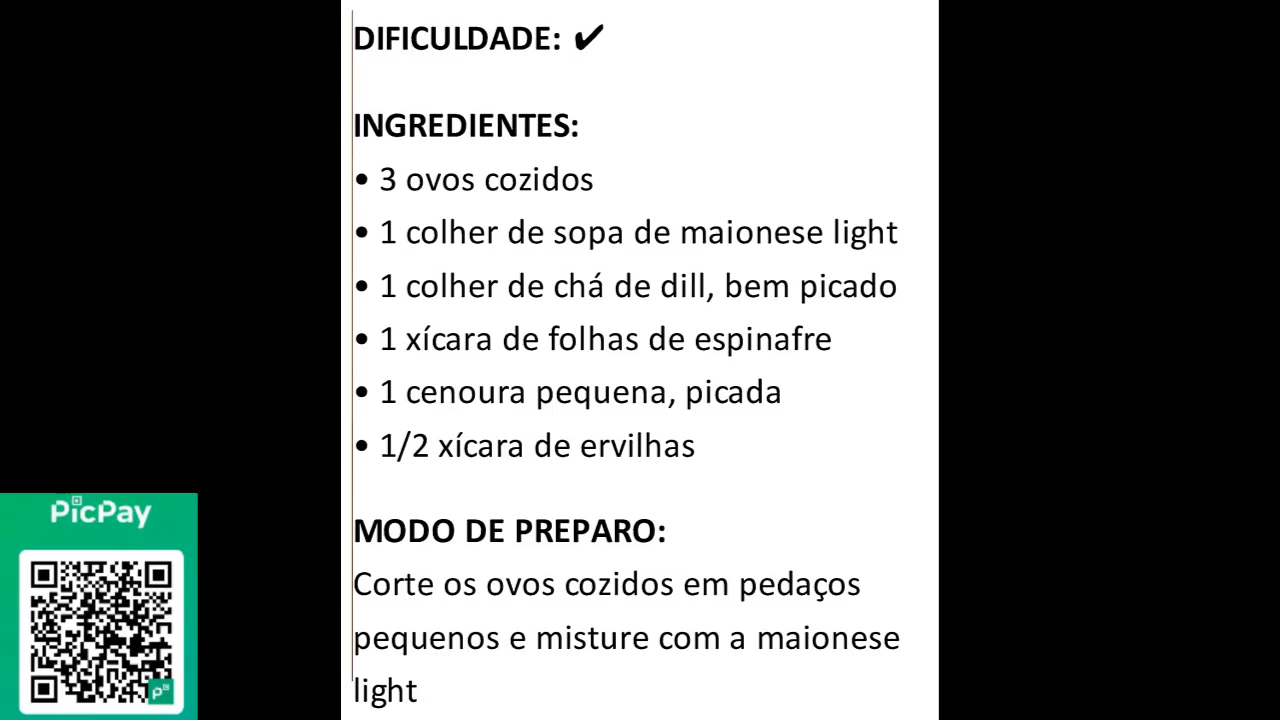 DIFICULDADE: ✔
INGREDIENTES:
• 3 ovos cozidos
• 1 colher de sopa de maionese light
• 1 colher de chá de dill, bem picado
• 1 xícara de folhas de espinafre
• 1 cenoura pequena, picada
• 1/2 xícara de ervilhas
MODO DE PREPARO:
Corte os ovos cozidos em pedaços
pequenos e misture com a maionese
light
PicPay